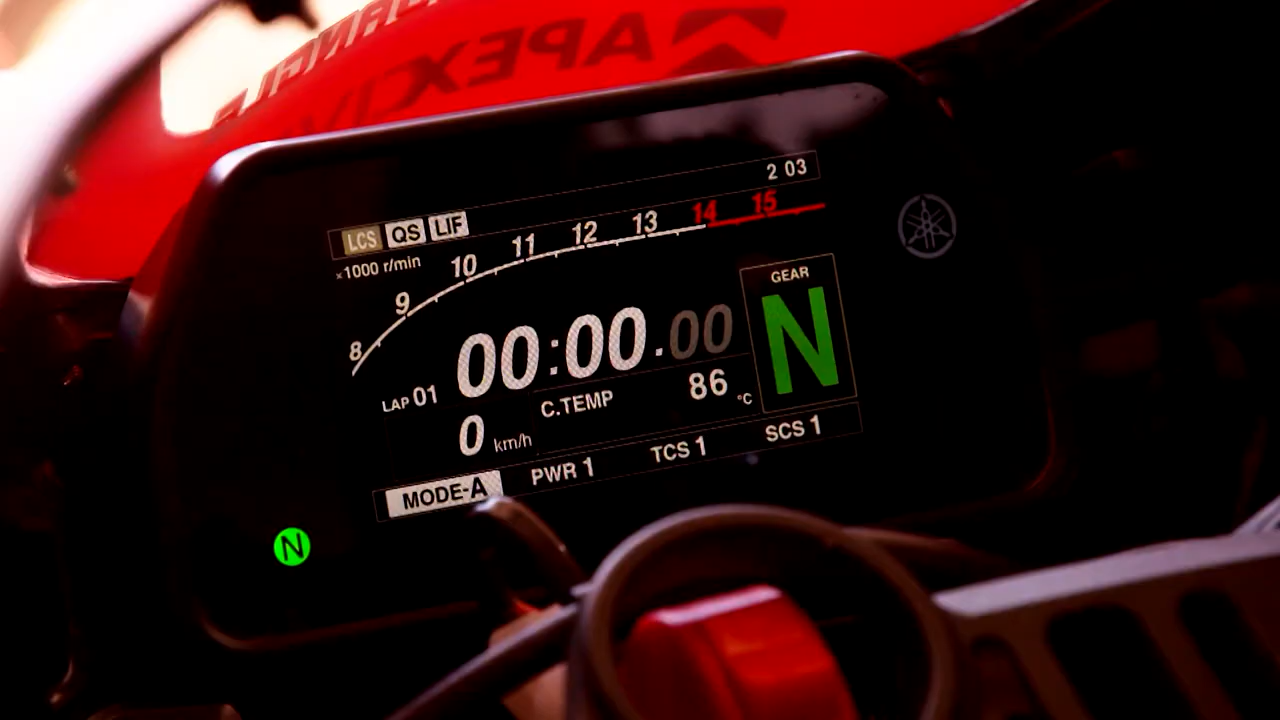 APEX
2 03
LCS QS LIF
×1000 r/min
8 9 10 11 12 13 14 15
GEAR
N
00:00.00
LAP 01
C.TEMP 86 °C
0 km/h
MODE-A PWR 1 TCS 1 SCS 1
N